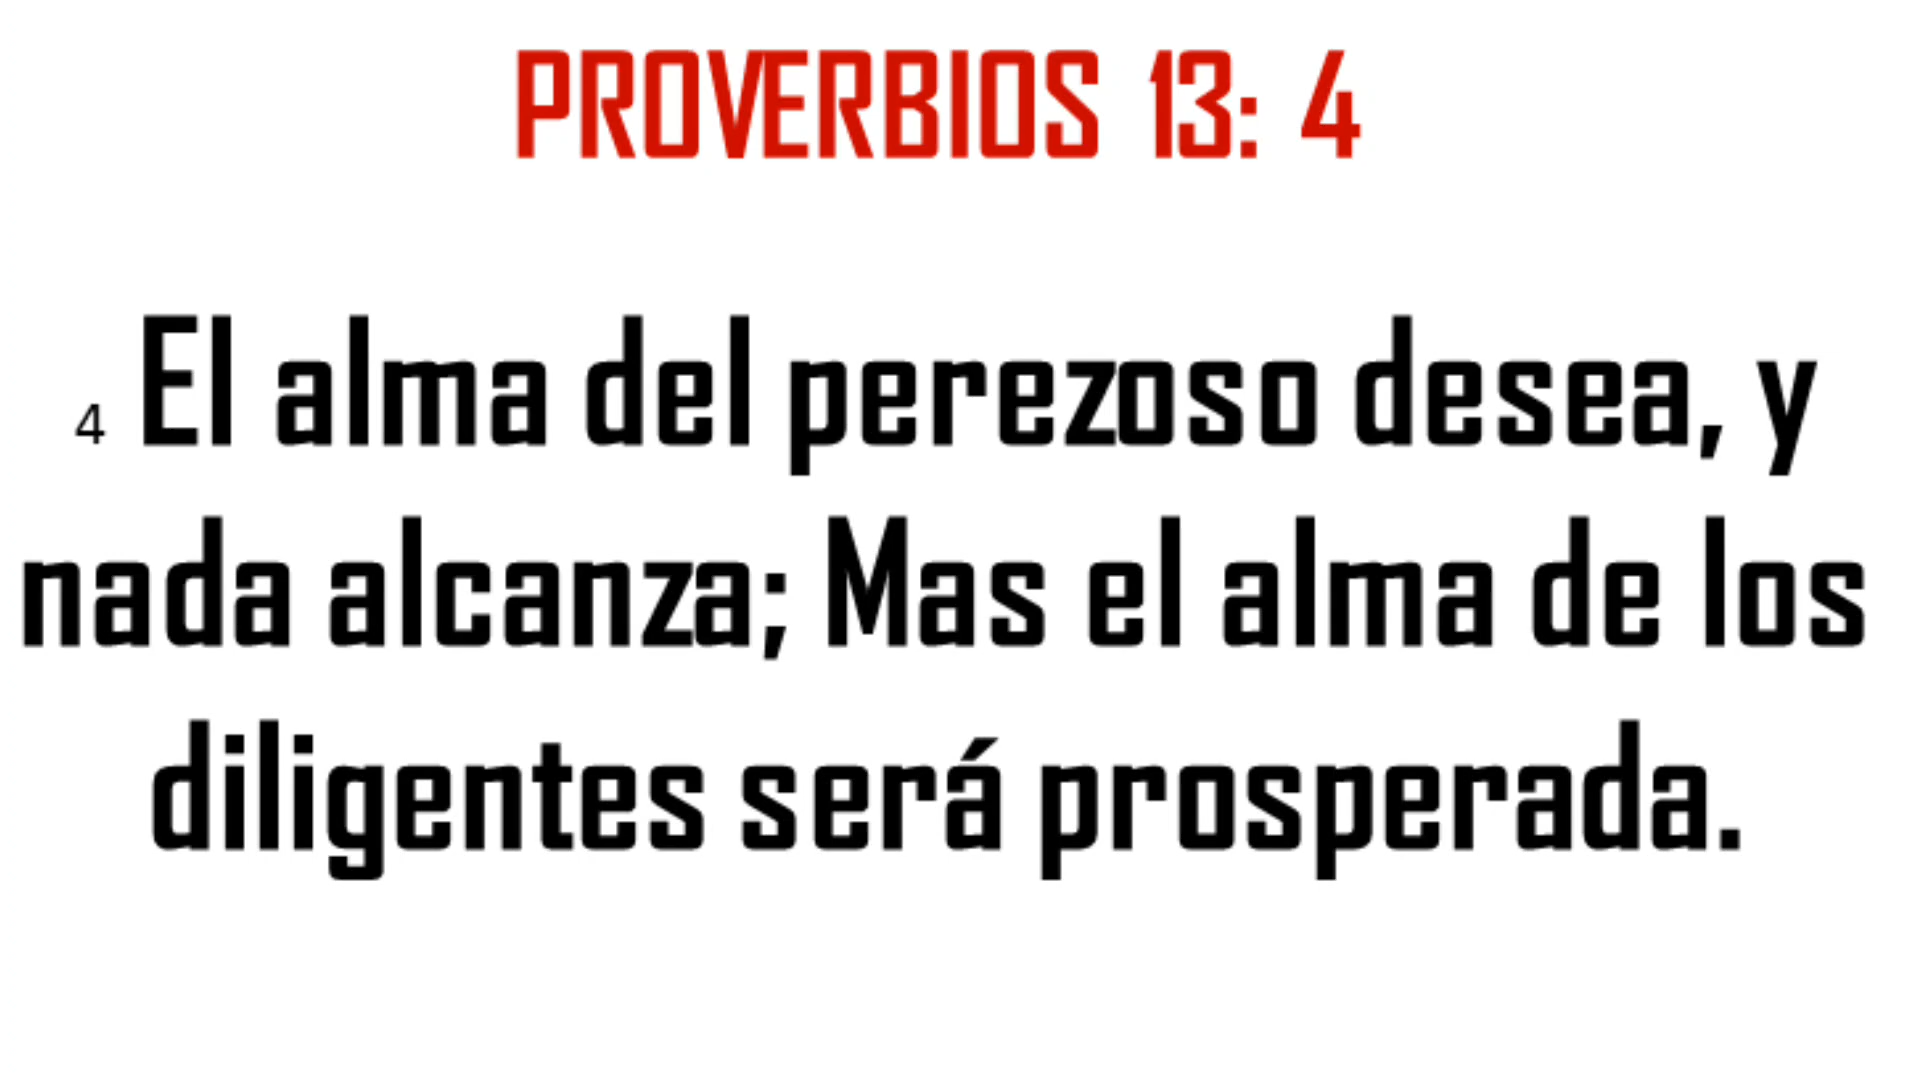 PROVERBIOS 13: 4
4 El alma del perezoso desea, y
nada alcanza; Mas el alma de los
diligentes será prosperada.